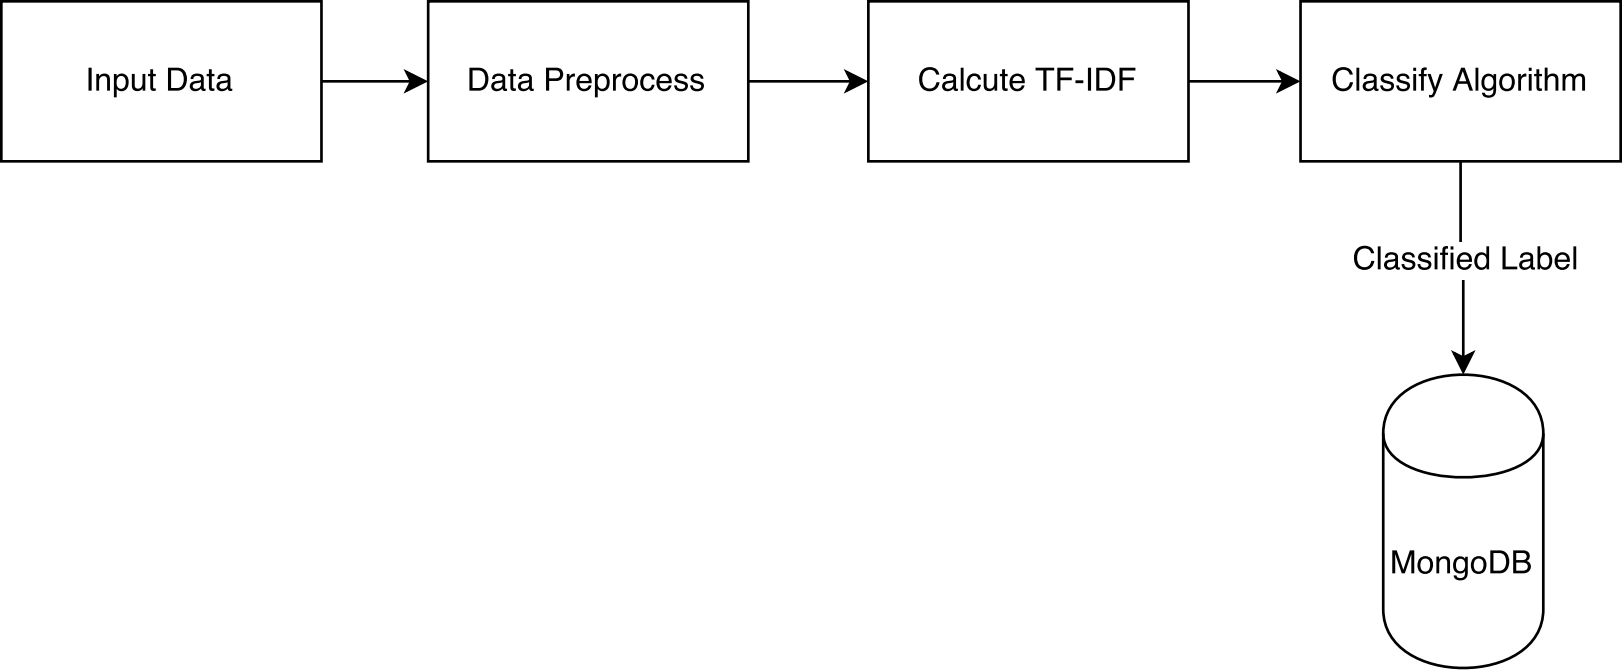 Input Data
Data Preprocess
Calcute TF-IDF
Classify Algorithm
Classified Label
MongoDB